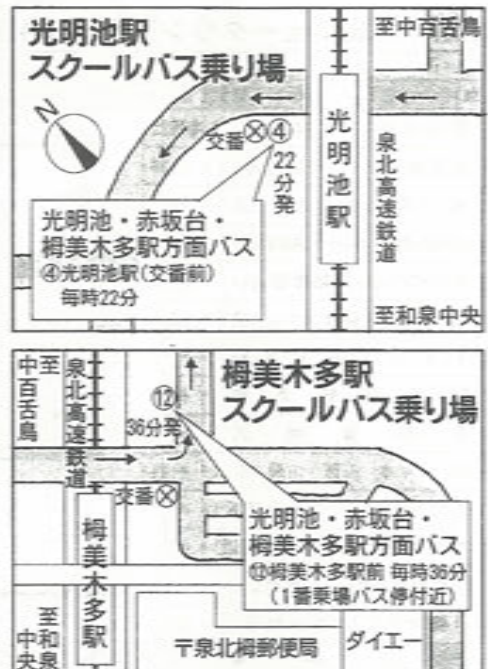 光明池駅
スクールバス乗り場
至中百舌鳥
N
交番
④
22分発
光明池駅
泉北高速鉄道
光明池・赤坂台・
栂美木多駅方面バス
④光明池駅(交番前)
毎時22分
至和泉中央
至中百舌鳥
泉北高速鉄道
栂美木多駅
スクールバス乗り場
⑫
36分発
交番
栂美木多駅
光明池・赤坂台・
栂美木多駅方面バス
⑫栂美木多駅前 毎時36分
(1番乗場バス停付近)
至和泉中央
〒泉北栂郵便局
ダイエー